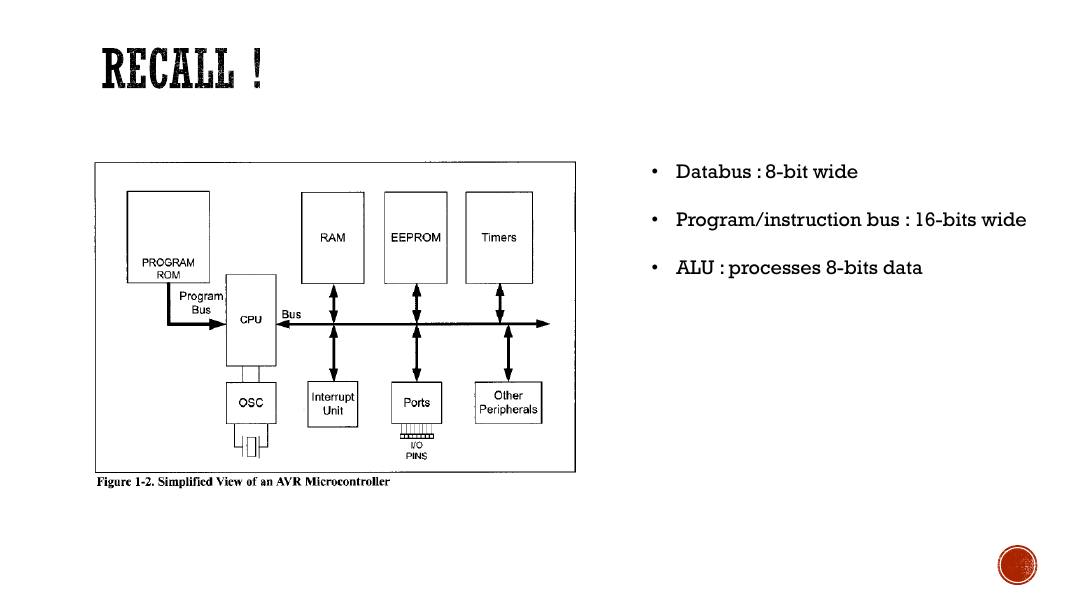 RECALL !
PROGRAM
ROM
Program
Bus
CPU
OSC
RAM
EEPROM
Timers
Bus
Interrupt
Unit
Ports
I/O
PINS
Other
Peripherals
Figure 1-2. Simplified View of an AVR Microcontroller
• Databus : 8-bit wide
• Program/instruction bus : 16-bits wide
• ALU : processes 8-bits data